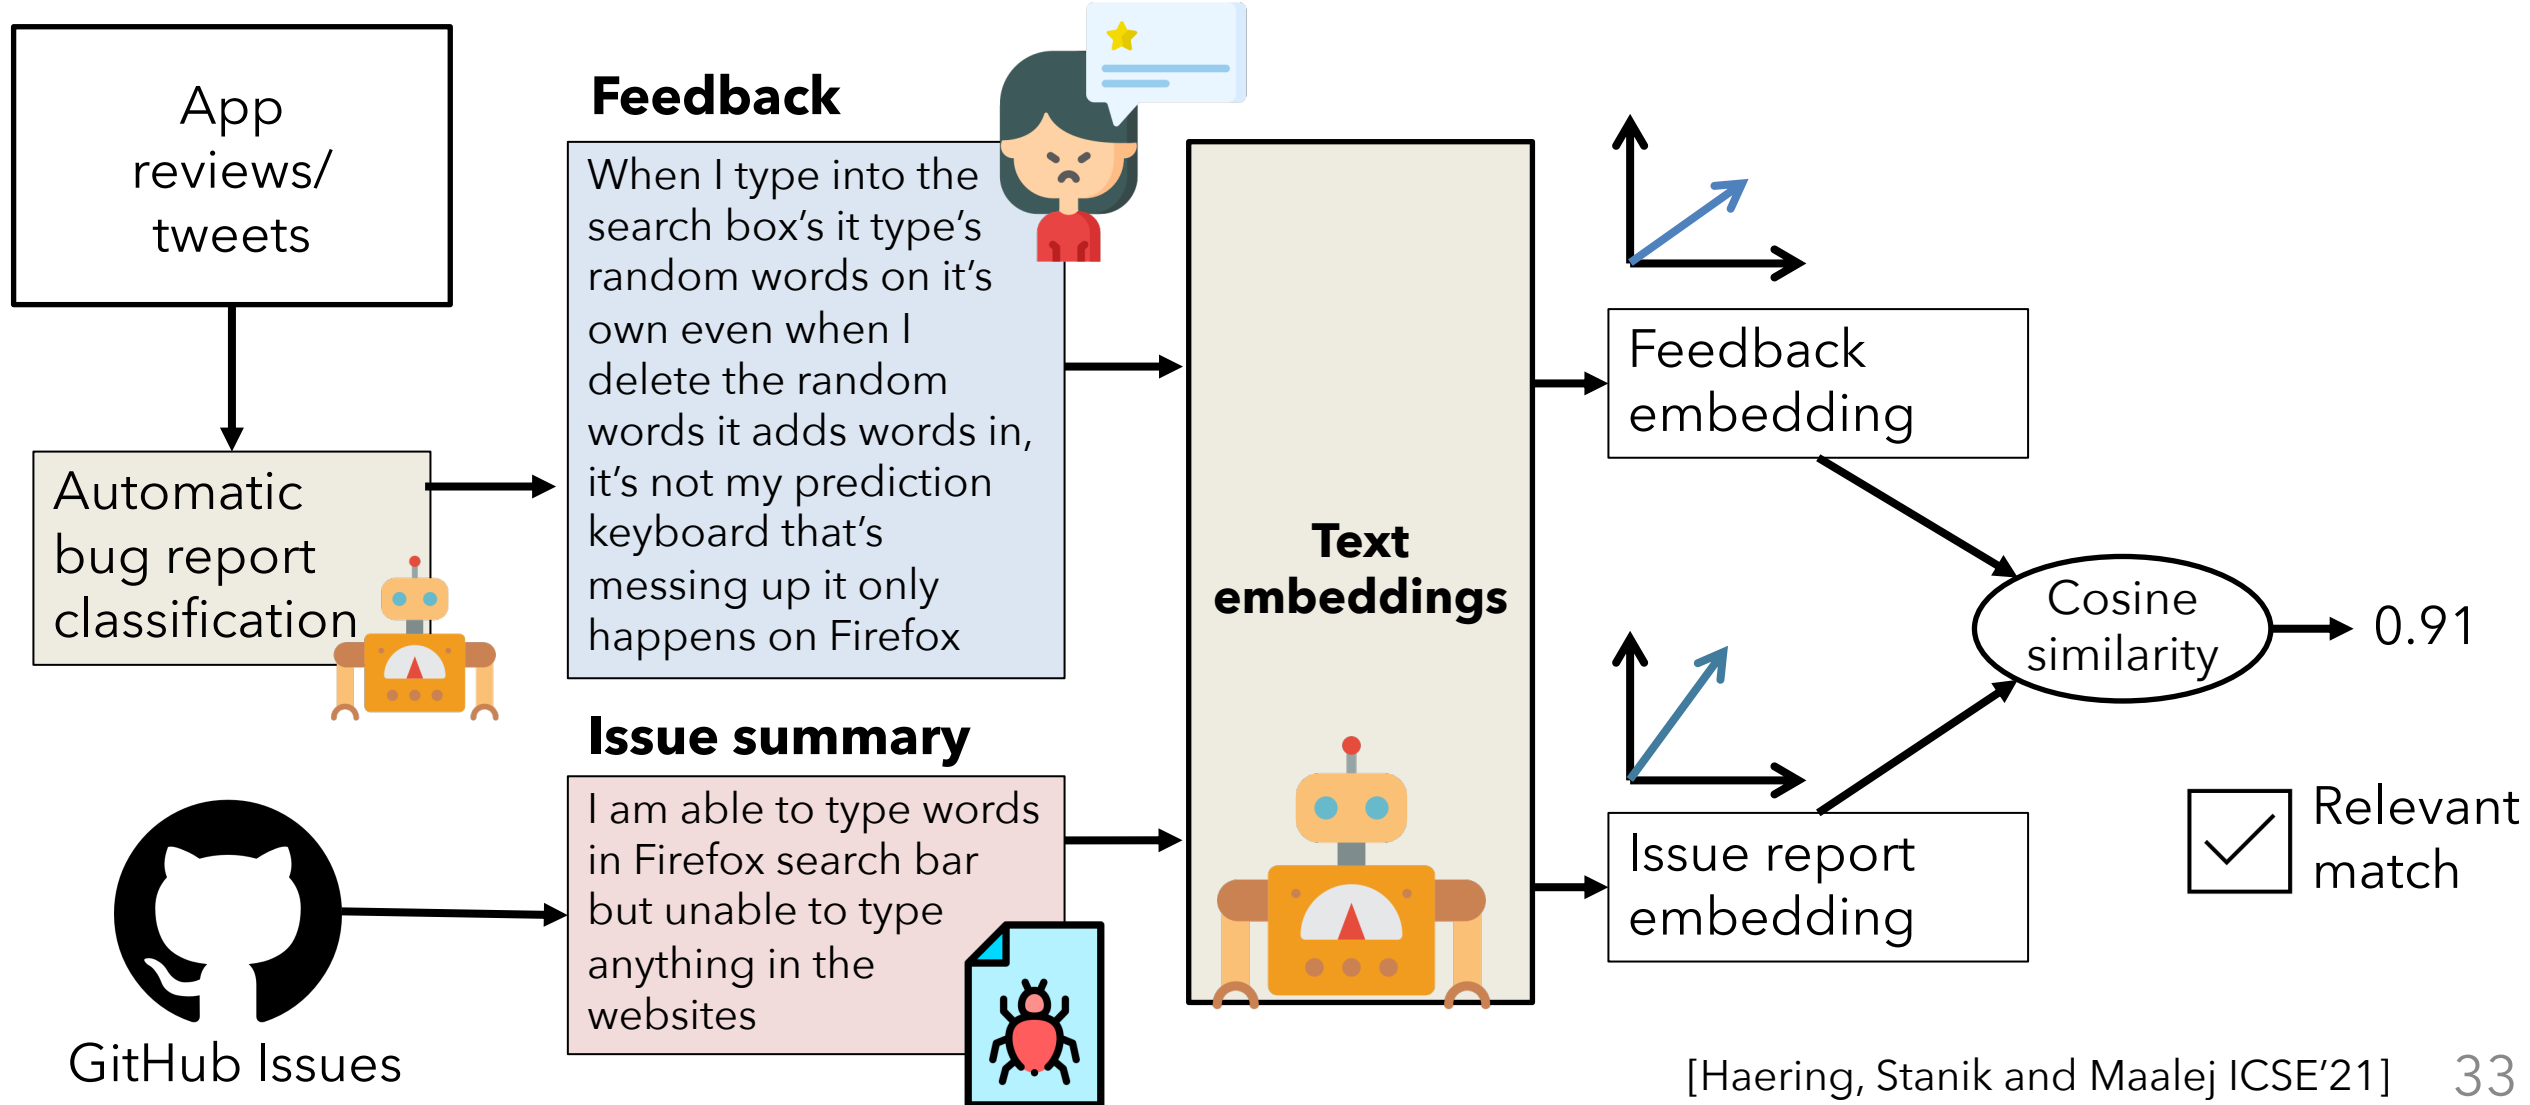 App
reviews/
tweets
Automatic
bug report
classification
GitHub Issues
Feedback
When I type into the
search box’s it type’s
random words on it’s
own even when I
delete the random
words it adds words in,
it’s not my prediction
keyboard that’s
messing up it only
happens on Firefox
Issue summary
I am able to type words
in Firefox search bar
but unable to type
anything in the
websites
Text
embeddings
Feedback
embedding
Issue report
embedding
Cosine
similarity
0.91
Relevant
match
[Haering, Stanik and Maalej ICSE’21]
33